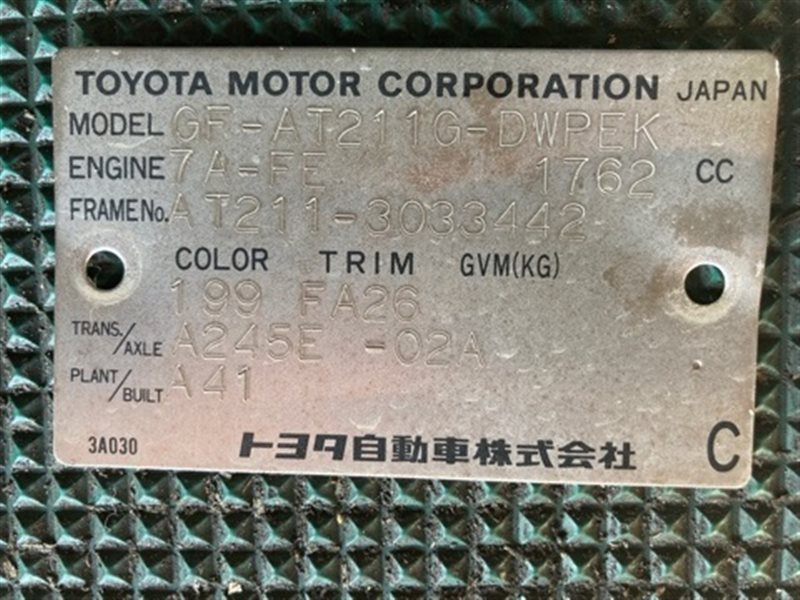 TOYOTA MOTOR CORPORATION JAPAN
MODEL GF-AT211G-DWPEK
ENGINE 7A-FE 1762 CC
FRAME No. AT211-3033442
COLOR TRIM GVM(KG)
199 FA26
TRANS./AXLE A245E -02A
PLANT/BUILT A41
3A030 トヨタ自動車株式会社 C